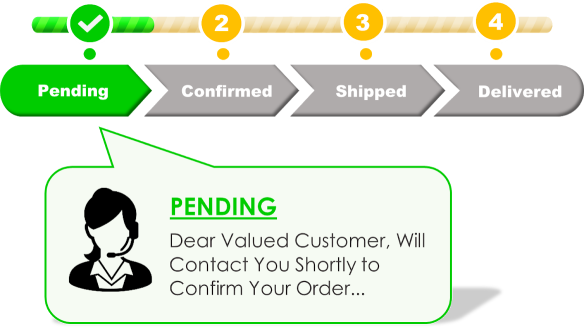 2
3
4
Pending
Confirmed
Shipped
Delivered
PENDING
Dear Valued Customer, Will
Contact You Shortly to
Confirm Your Order...